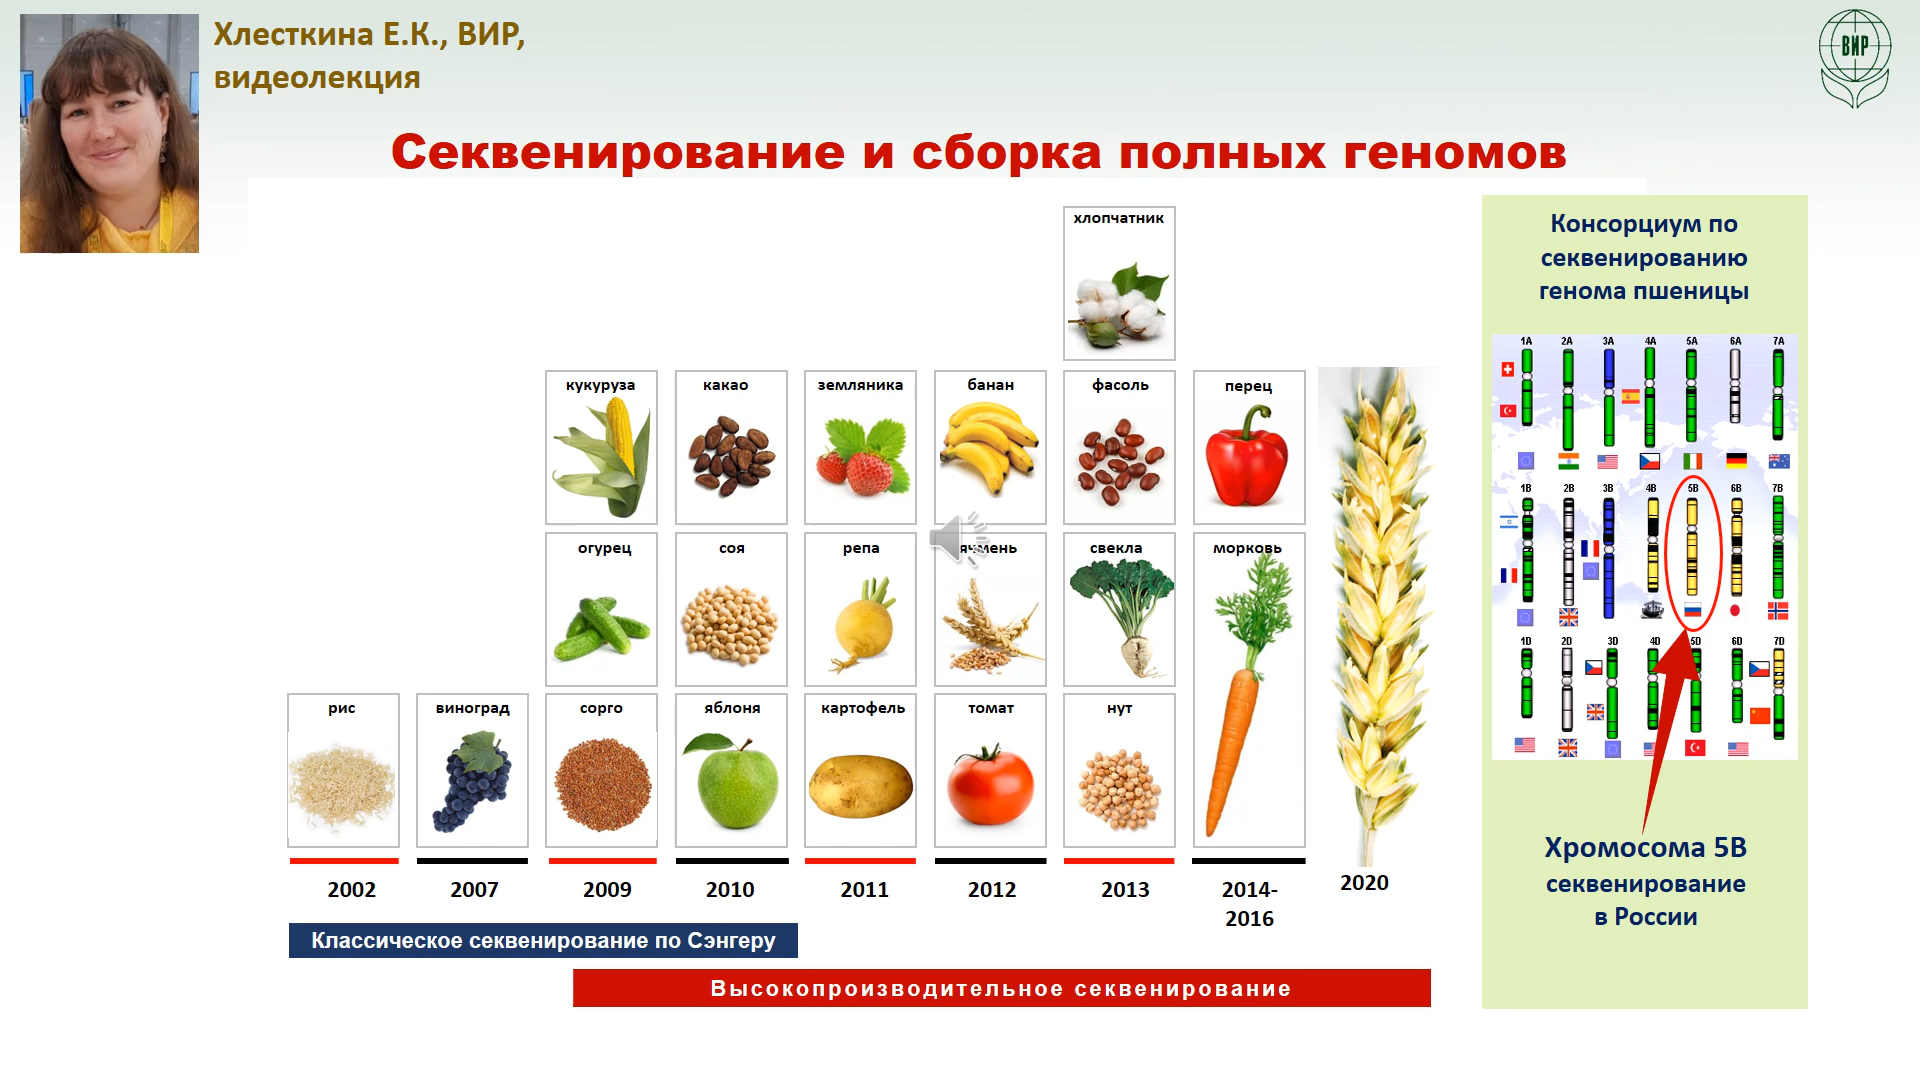 Хлесткина Е.К., ВИР,
видеолекция
ВИР
Секвенирование и сборка полных геномов
хлопчатник
кукуруза
какао
земляника
банан
фасоль
перец
огурец
соя
репа
ячмень
свекла
морковь
рис
виноград
сорго
яблоня
картофель
томат
нут
2002
2007
2009
2010
2011
2012
2013
2014-
2016
2020
Классическое секвенирование по Сэнгеру
Высокопроизводительное секвенирование
Консорциум по
секвенированию
генома пшеницы
1A 2A 3A 4A 5A 6A 7A
1B 2B 3B 4B 5B 6B 7B
1D 2D 3D 4D 5D 6D 7D
Хромосома 5В
секвенирование
в России